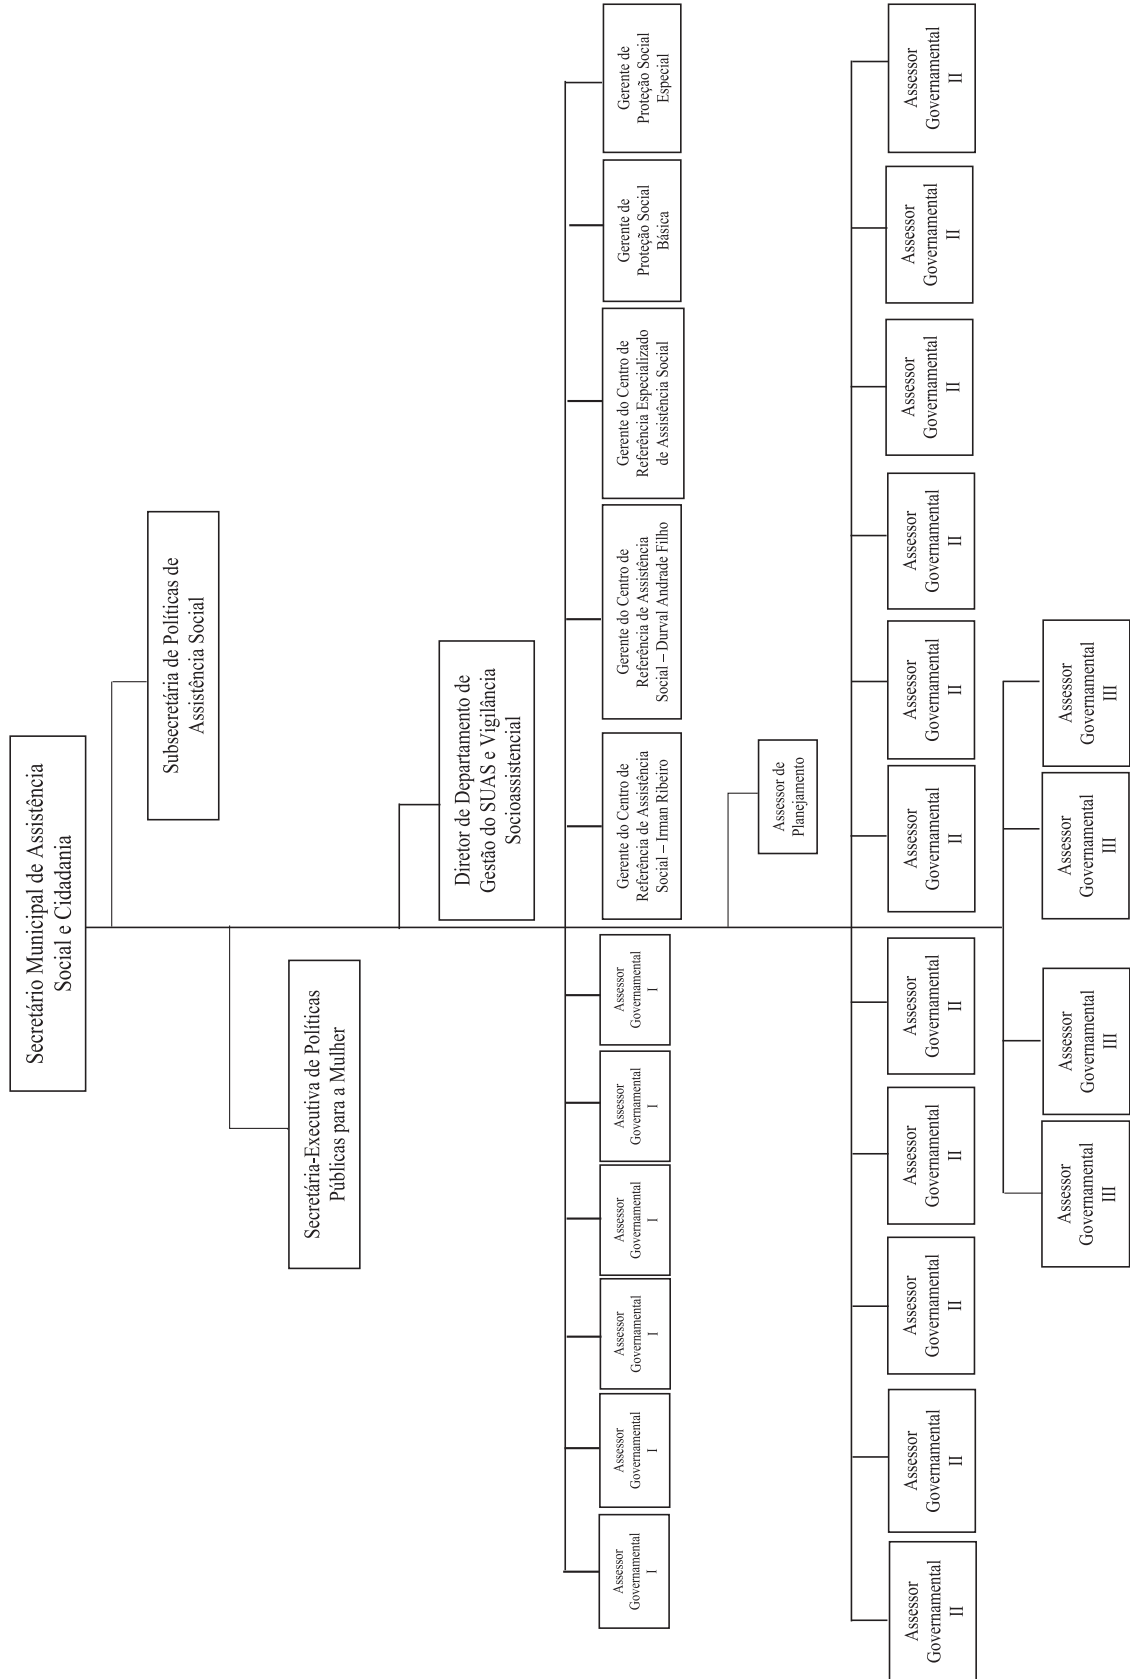 Secretário Municipal de Assistência
Social e Cidadania
Subsecretária de Políticas de
Assistência Social
Secretária-Executiva de Políticas
Públicas para a Mulher
Diretor de Departamento de
Gestão do SUAS e Vigilância
Socioassistencial
Assessor
Governamental
I
Assessor
Governamental
I
Assessor
Governamental
I
Assessor
Governamental
I
Assessor
Governamental
I
Assessor
Governamental
I
Gerente do Centro de
Referência de Assistência
Social – Irman Ribeiro
Gerente do Centro de
Referência de Assistência
Social – Durval Andrade Filho
Gerente do Centro de
Referência Especializado
de Assistência Social
Gerente de
Proteção Social
Básica
Gerente de
Proteção Social
Especial
Assessor de
Planejamento
Assessor
Governamental
II
Assessor
Governamental
II
Assessor
Governamental
II
Assessor
Governamental
II
Assessor
Governamental
II
Assessor
Governamental
II
Assessor
Governamental
II
Assessor
Governamental
II
Assessor
Governamental
II
Assessor
Governamental
II
Assessor
Governamental
II
Assessor
Governamental
III
Assessor
Governamental
III
Assessor
Governamental
III
Assessor
Governamental
III